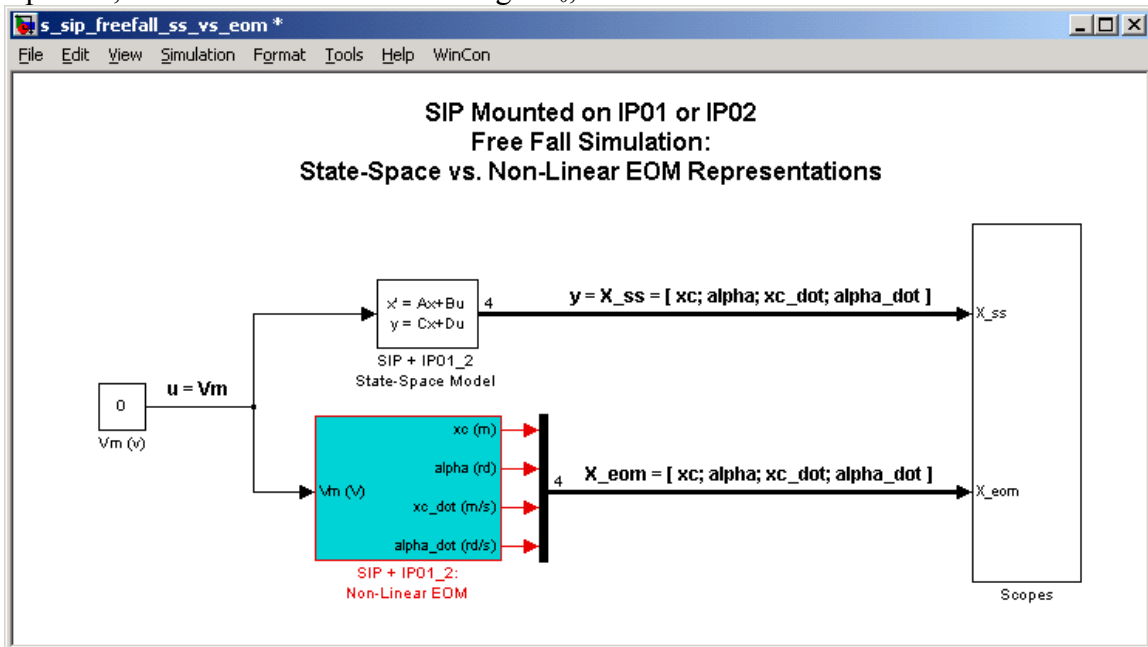 s_sip_freefall_ss_vs_eom *
File Edit View Simulation Format Tools Help WinCon
SIP Mounted on IP01 or IP02
Free Fall Simulation:
State-Space vs. Non-Linear EOM Representations
x' = Ax+Bu
y = Cx+Du
4
y = X_ss = [ xc; alpha; xc_dot; alpha_dot ]
X_ss
SIP + IP01_2
State-Space Model
u = Vm
0
Vm (v)
Vm (V)
xc (m)
alpha (rd)
xc_dot (m/s)
alpha_dot (rd/s)
4
X_eom = [ xc; alpha; xc_dot; alpha_dot ]
X_eom
SIP + IP01_2:
Non-Linear EOM
Scopes